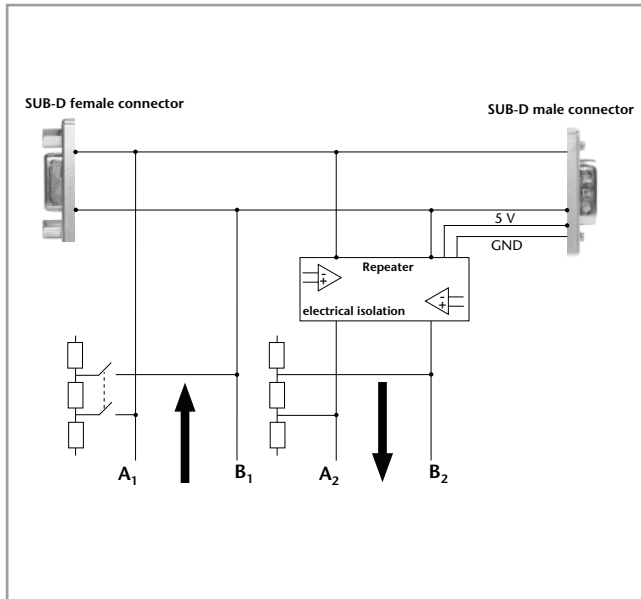 SUB-D female connector
SUB-D male connector
5 V
GND
Repeater
- +
- +
electrical isolation
A₁
B₁
A₂
B₂